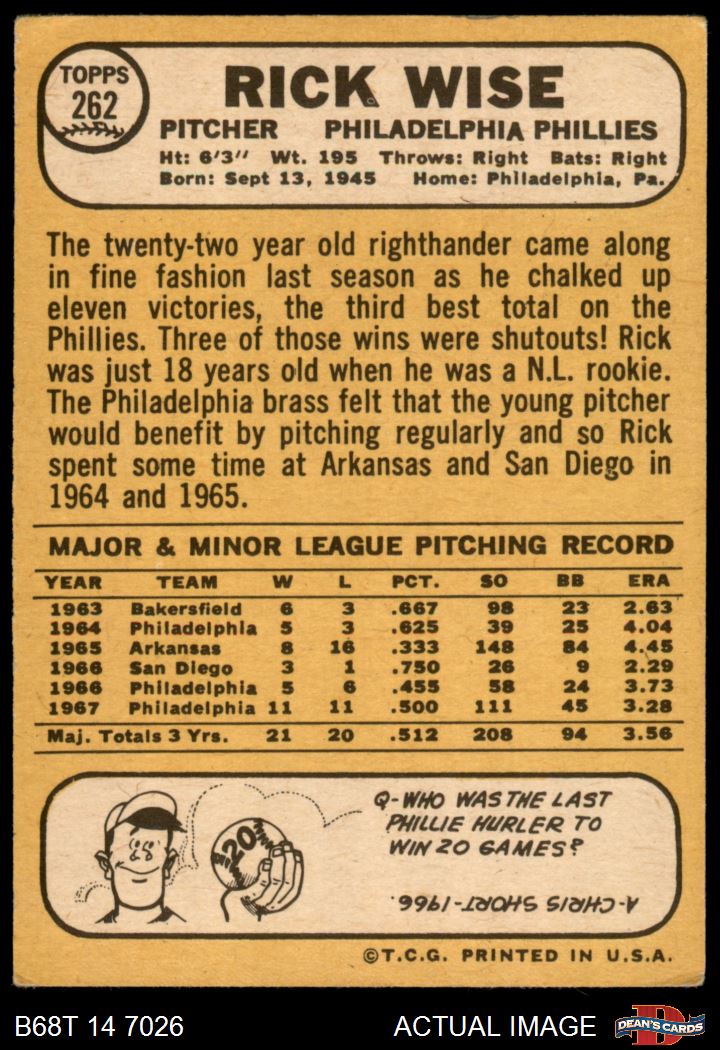 TOPPS
262
RICK WISE
PITCHER PHILADELPHIA PHILLIES
Ht: 6'3" Wt. 195 Throws: Right Bats: Right
Born: Sept 13, 1945 Home: Philadelphia, Pa.
The twenty-two year old righthander came along
in fine fashion last season as he chalked up
eleven victories, the third best total on the
Phillies. Three of those wins were shutouts! Rick
was just 18 years old when he was a N.L. rookie.
The Philadelphia brass felt that the young pitcher
would benefit by pitching regularly and so Rick
spent some time at Arkansas and San Diego in
1964 and 1965.
MAJOR & MINOR LEAGUE PITCHING RECORD
YEAR TEAM W L PCT. SO BB ERA
1963 Bakersfield 6 3 .667 98 23 2.63
1964 Philadelphia 5 3 .625 39 25 4.04
1965 Arkansas 8 16 .333 148 84 4.45
1966 San Diego 3 1 .750 26 9 2.29
1966 Philadelphia 5 6 .455 58 24 3.73
1967 Philadelphia 11 11 .500 111 45 3.28
Maj. Totals 3 Yrs. 21 20 .512 208 94 3.56
20
Q-WHO WAS THE LAST
PHILLIE HURLER TO
WIN 20 GAMES?
A-CHRIS SHORT-1966.
©T.C.G. PRINTED IN U.S.A.
B68T 14 7026
ACTUAL IMAGE
D
DEAN'S CARDS